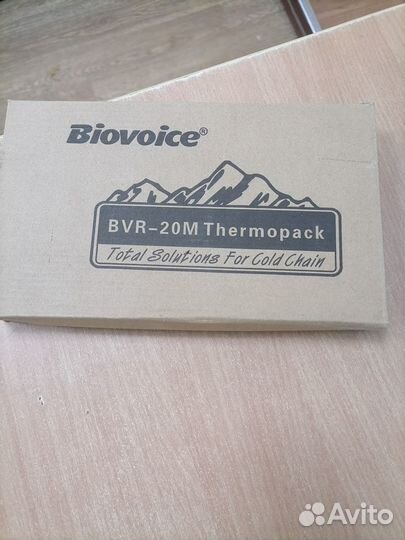 Biovoice®
BVR-20M Thermopack
Total Solutions For Cold Chain
Avito